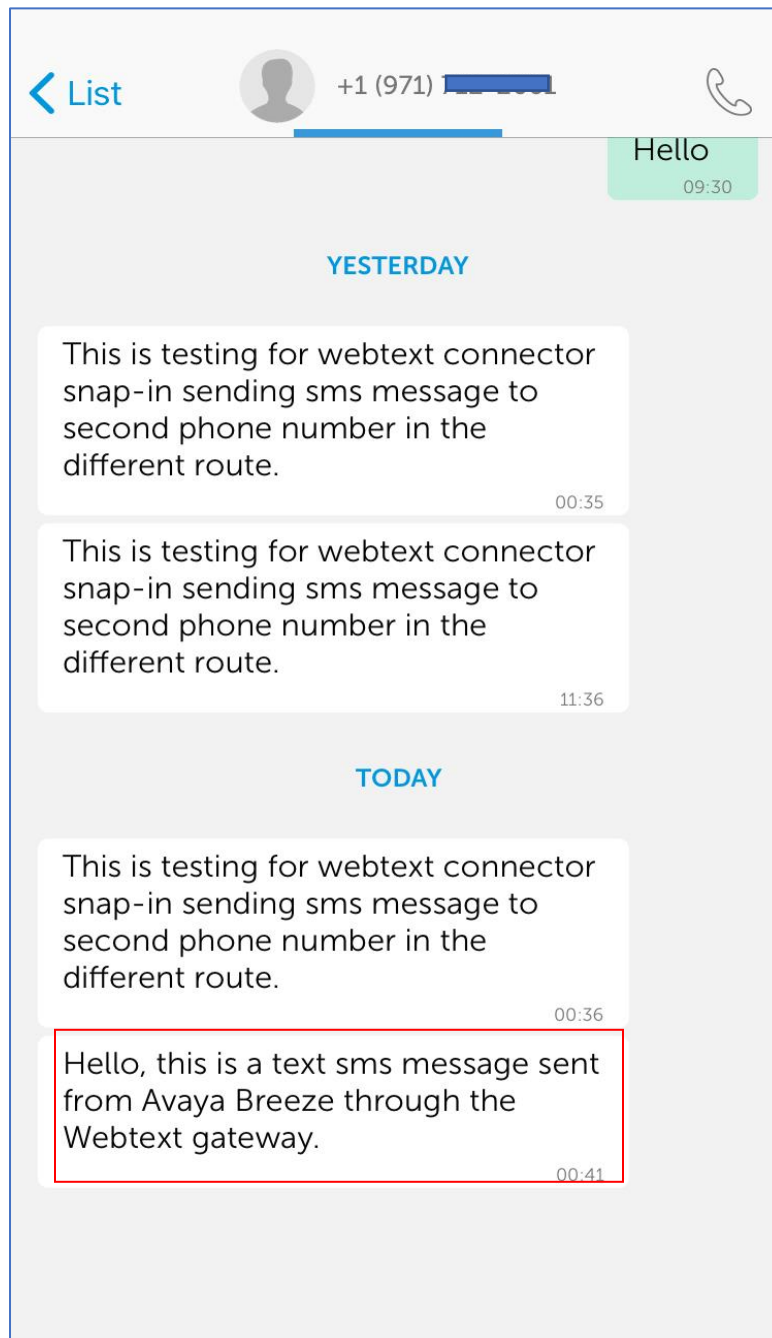 List
+1 (971)
Hello
09:30
YESTERDAY
This is testing for webtext connector
snap-in sending sms message to
second phone number in the
different route.
00:35
This is testing for webtext connector
snap-in sending sms message to
second phone number in the
different route.
11:36
TODAY
This is testing for webtext connector
snap-in sending sms message to
second phone number in the
different route.
00:36
Hello, this is a text sms message sent
from Avaya Breeze through the
Webtext gateway.
00:41